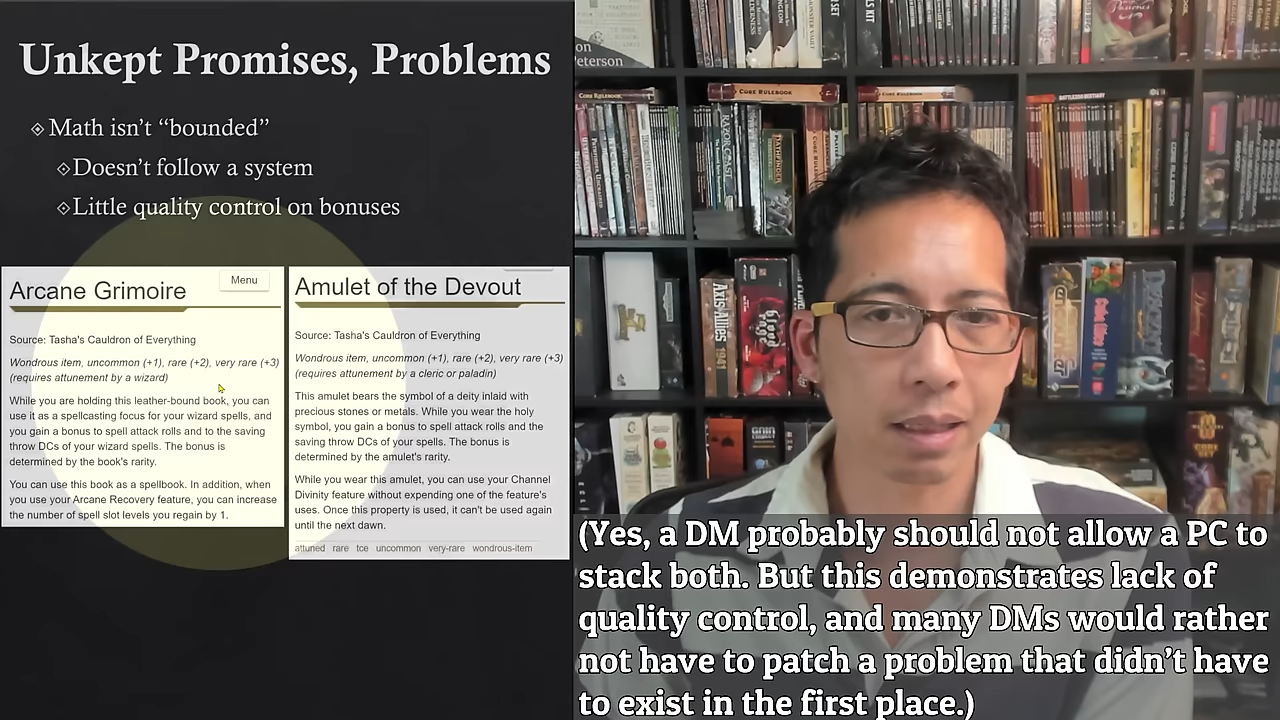 Unkept Promises, Problems
Math isn't “bounded”
Doesn't follow a system
Little quality control on bonuses
Arcane Grimoire
Menu
Source: Tasha's Cauldron of Everything
Wondrous item, uncommon (+1), rare (+2), very rare (+3)
(requires attunement by a wizard)
While you are holding this leather-bound book, you can
use it as a spellcasting focus for your wizard spells, and
you gain a bonus to spell attack rolls and to the saving
throw DCs of your wizard spells. The bonus is
determined by the book's rarity.
You can use this book as a spellbook. In addition, when
you use your Arcane Recovery feature, you can increase
the number of spell slot levels you regain by 1.
Amulet of the Devout
Source: Tasha's Cauldron of Everything
Wondrous item, uncommon (+1), rare (+2), very rare (+3)
(requires attunement by a cleric or paladin)
This amulet bears the symbol of a deity inlaid with
precious stones or metals. While you wear the holy
symbol, you gain a bonus to spell attack rolls and the
saving throw DCs of your spells. The bonus is
determined by the amulet's rarity.
While you wear this amulet, you can use your Channel
Divinity feature without expending one of the feature's
uses. Once this property is used, it can't be used again
until the next dawn.
attuned rare tce uncommon very-rare wondrous-item
on
Peterson
CORE RULEBOOK
CORE RULEBOOK
CORE RULEBOOK
Axis&Allies 1941
blood rage
(Yes, a DM probably should not allow a PC to
stack both. But this demonstrates lack of
quality control, and many DMs would rather
not have to patch a problem that didn't have
to exist in the first place.)